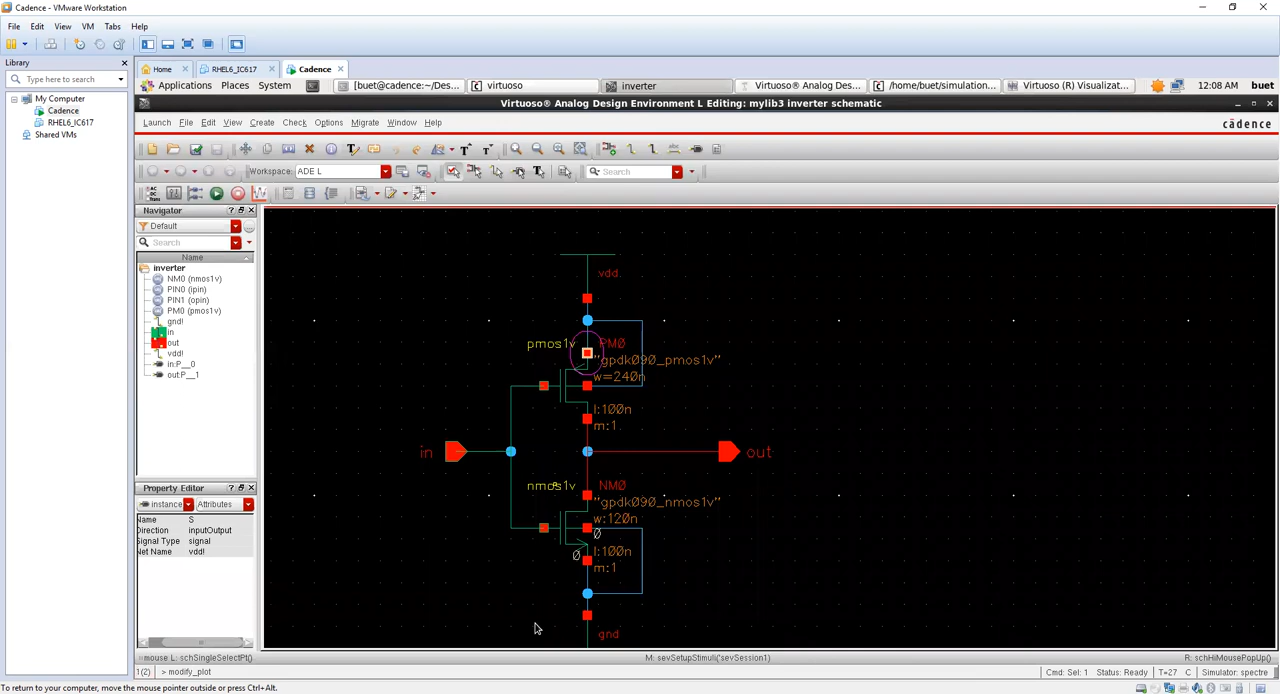 Cadence - VMware Workstation
File Edit View VM Tabs Help
Library
Type here to search
My Computer
Cadence
RHEL6_IC617
Shared VMs
Home RHEL6_IC617 Cadence
Applications Places System [buet@cadence:~/Des... virtuoso inverter Virtuoso® Analog Des... /home/buet/simulation... Virtuoso (R) Visualizat... 12:08 AM buet
Virtuoso® Analog Design Environment L Editing: mylib3 inverter schematic
Launch File Edit View Create Check Options Migrate Window Help cādence
Workspace: ADE L Search
Navigator
Default
Search
Name
inverter
NM0 (nmos1v)
PIN0 (ipin)
PIN1 (opin)
PM0 (pmos1v)
gnd!
in
out
vdd!
in:P__0
out:P__1
Property Editor
instance Attributes
Name S
Direction inputOutput
Signal Type signal
Net Name vdd!
vdd
pmos1v PM0
"gpdk090_pmos1v"
w=240n
l:100n
m:1
in out
nmos1v NM0
"gpdk090_nmos1v"
w:120n
0
l:100n
0
m:1
gnd
mouse L: schSingleSelectPt() M: sevSetupStimuli('sevSession1) R: schHiMousePopUp()
1(2) > modify_plot Cmd: Sel: 1 Status: Ready T=27 C Simulator: spectre
To return to your computer, move the mouse pointer outside or press Ctrl+Alt.